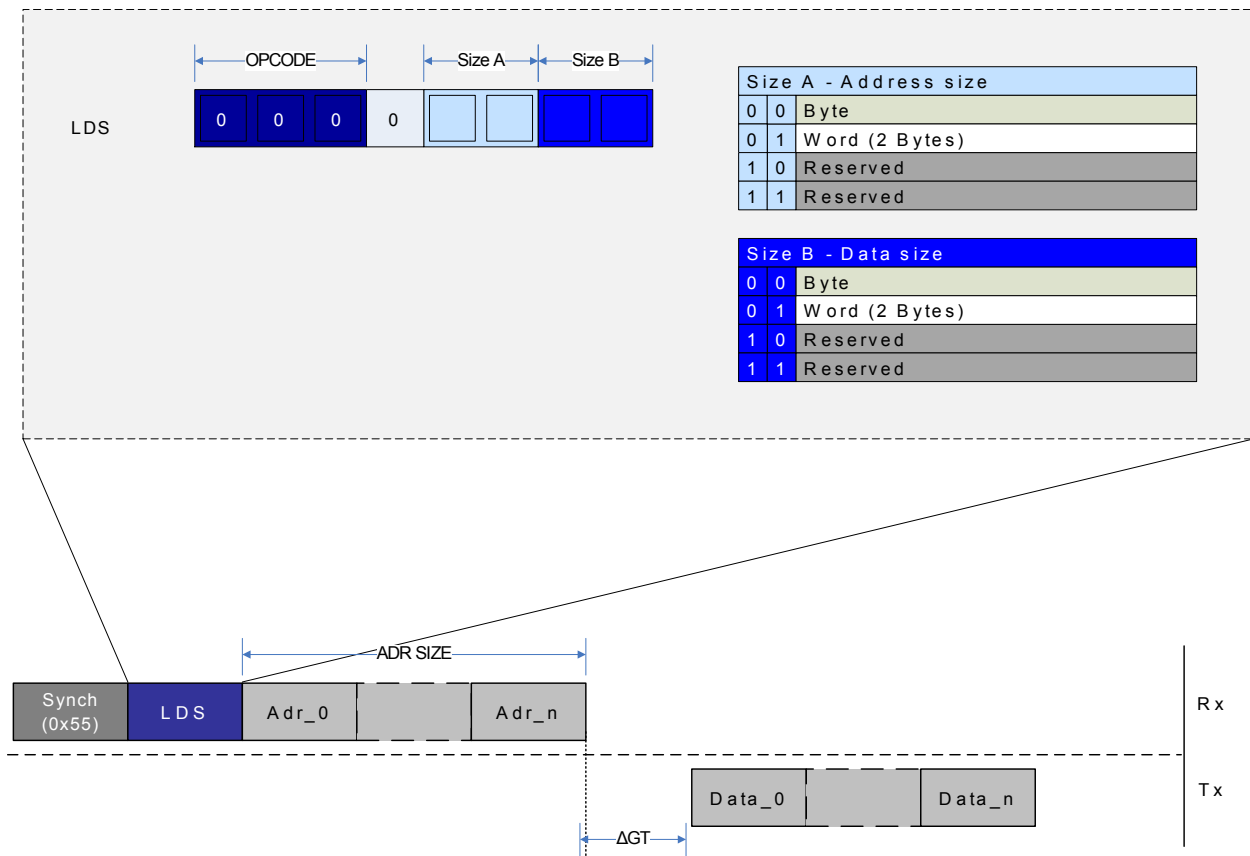 OPCODE Size A Size B
LDS 0 0 0 0
Size A - Address size
0 0 Byte
0 1 Word (2 Bytes)
1 0 Reserved
1 1 Reserved
Size B - Data size
0 0 Byte
0 1 Word (2 Bytes)
1 0 Reserved
1 1 Reserved
ADR SIZE
Synch
(0x55)
LDS Adr_0 Adr_n Rx
Data_0 Data_n Tx
ΔGT